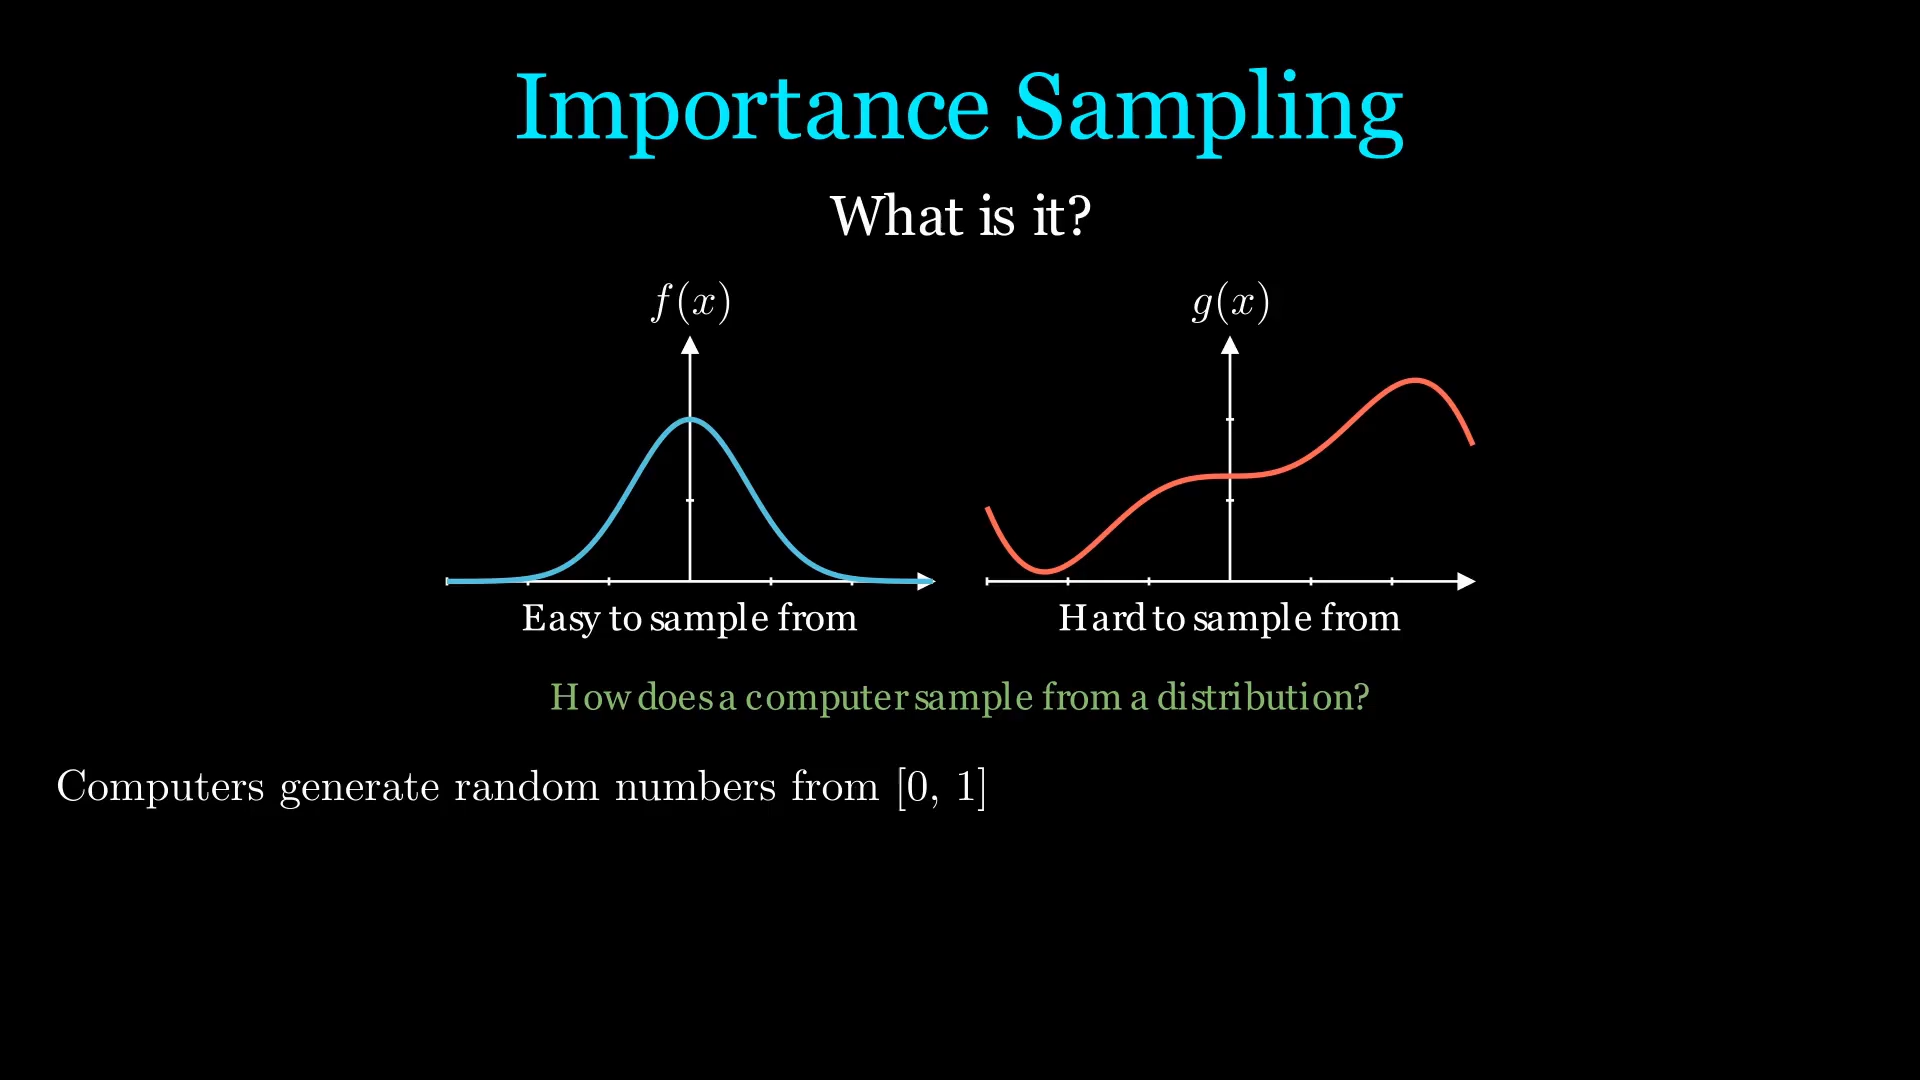 Importance Sampling
What is it?
f(x)
g(x)
Easy to sample from
Hard to sample from
How does a computer sample from a distribution?
Computers generate random numbers from [0, 1]